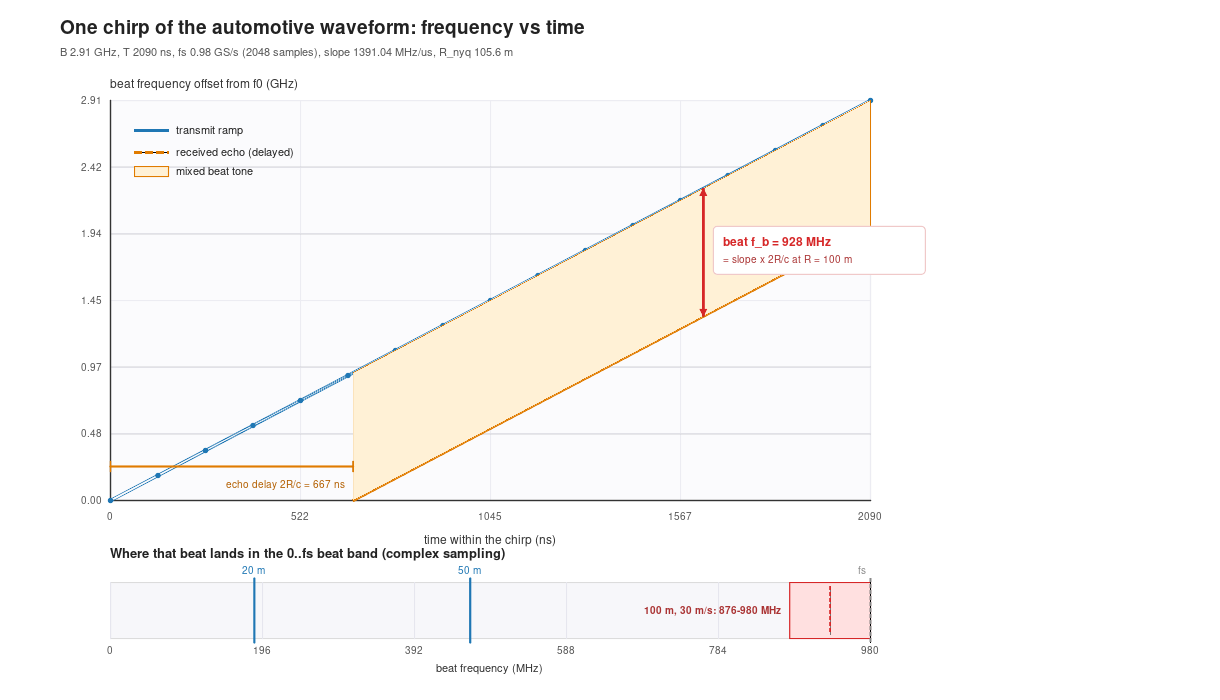 One chirp of the automotive waveform: frequency vs time
B 2.91 GHz, T 2090 ns, fs 0.98 GS/s (2048 samples), slope 1391.04 MHz/us, R_nyq 105.6 m
beat frequency offset from f0 (GHz)
2.91
transmit ramp
received echo (delayed)
2.42
mixed beat tone
1.94
beat f_b = 928 MHz
= slope x 2R/c at R = 100 m
1.45
0.97
0.48
echo delay 2R/c = 667 ns
0.00
0
522
1045
1567
2090
time within the chirp (ns)
Where that beat lands in the 0..fs beat band (complex sampling)
20 m
50 m
fs
100 m, 30 m/s: 876-980 MHz
0
196
392
588
784
980
beat frequency (MHz)